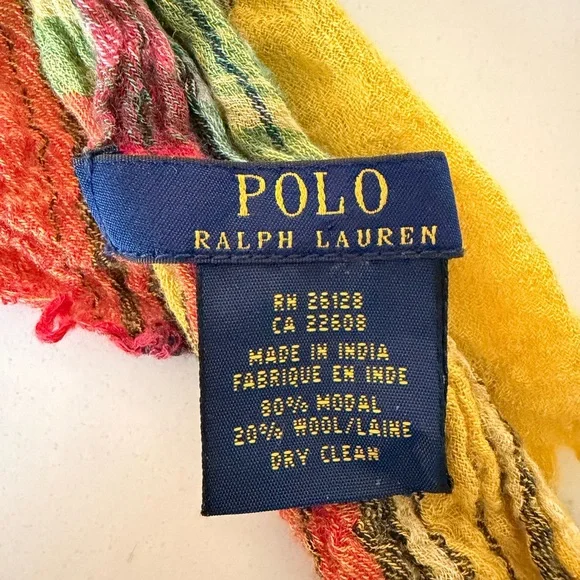 POLO
RALPH LAUREN
RN 26128
CA 22608
MADE IN INDIA
FABRIQUE EN INDE
80% MODAL
20% WOOL/LAINE
DRY CLEAN